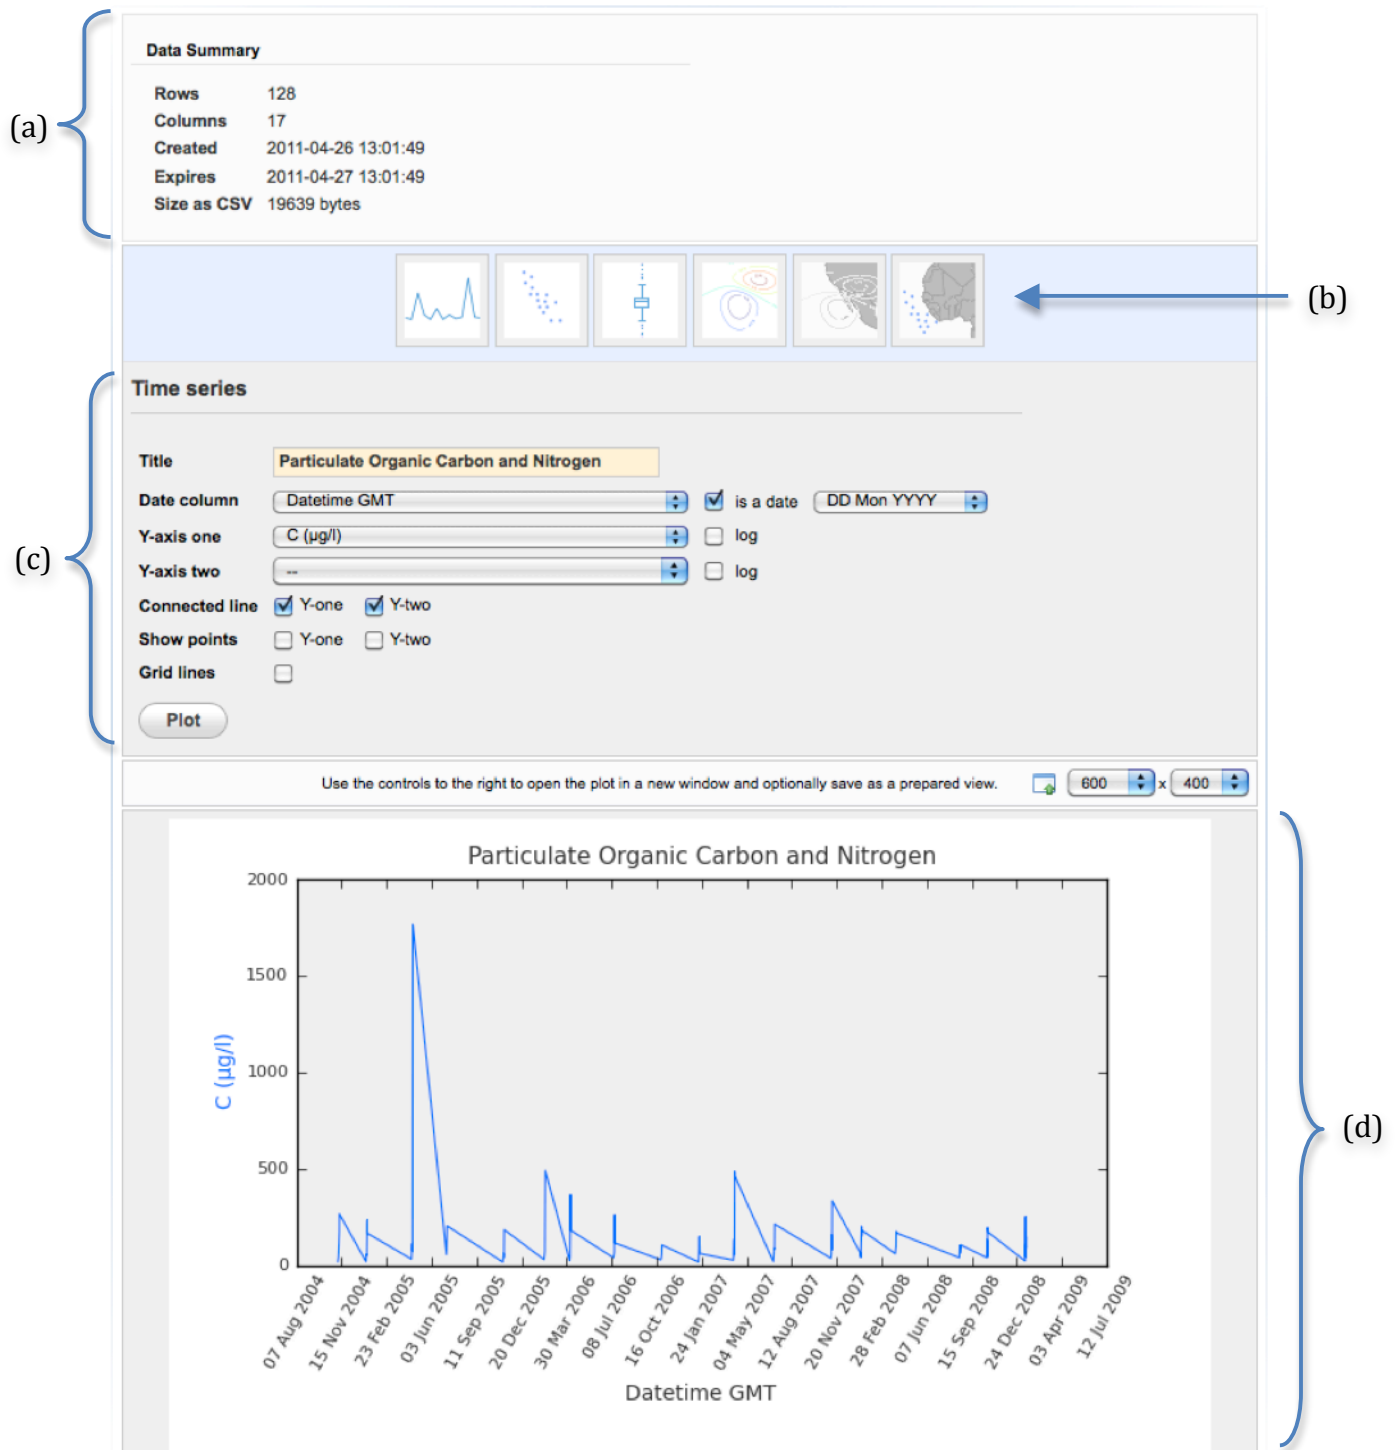 (a)
Data Summary
Rows 128
Columns 17
Created 2011-04-26 13:01:49
Expires 2011-04-27 13:01:49
Size as CSV 19639 bytes
(b)
(c)
Time series
Title Particulate Organic Carbon and Nitrogen
Date column Datetime GMT is a date DD Mon YYYY
Y-axis one C (µg/l) log
Y-axis two -- log
Connected line Y-one Y-two
Show points Y-one Y-two
Grid lines
Plot
Use the controls to the right to open the plot in a new window and optionally save as a prepared view. 600 x 400
(d)
Particulate Organic Carbon and Nitrogen
2000
1500
1000
500
0
C (µg/l)
07 Aug 2004
15 Nov 2004
23 Feb 2005
03 Jun 2005
11 Sep 2005
20 Dec 2005
30 Mar 2006
08 Jul 2006
16 Oct 2006
24 Jan 2007
04 May 2007
12 Aug 2007
20 Nov 2007
28 Feb 2008
07 Jun 2008
15 Sep 2008
24 Dec 2008
03 Apr 2009
12 Jul 2009
Datetime GMT